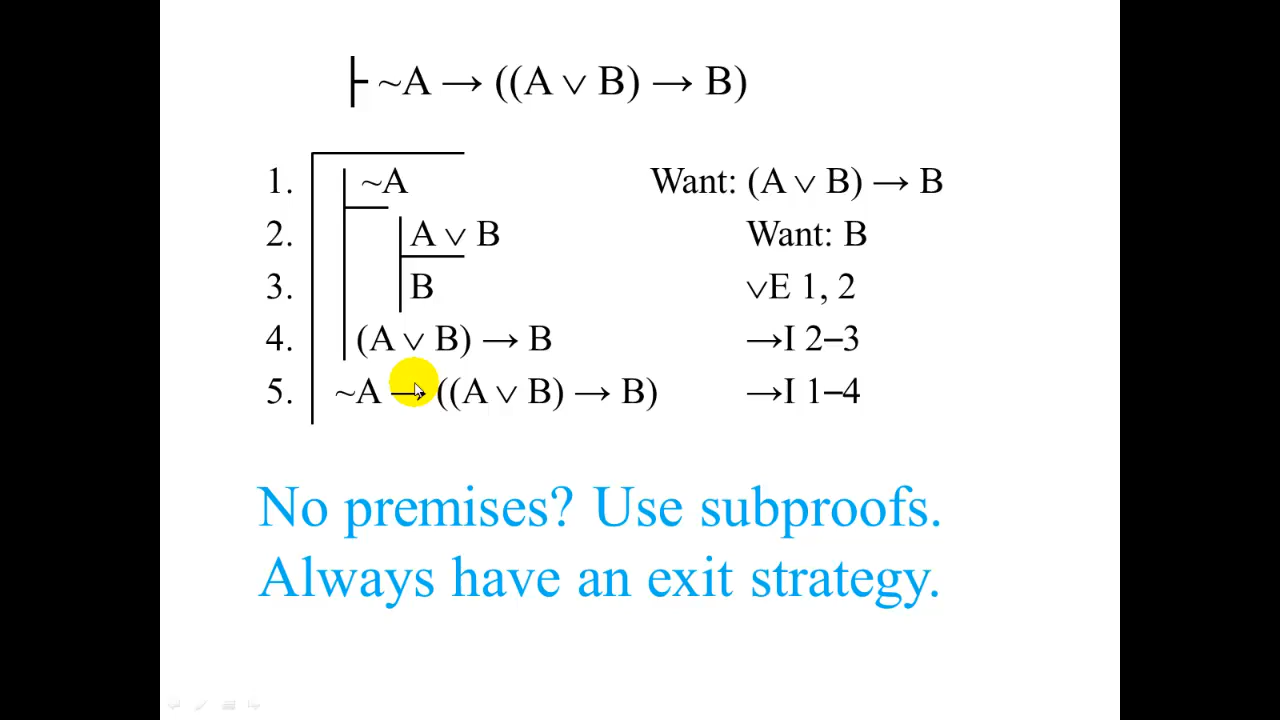 ├ ~A → ((A ∨ B) → B)
1. ~A Want: (A ∨ B) → B
2. A ∨ B Want: B
3. B ∨E 1, 2
4. (A ∨ B) → B →I 2–3
5. ~A → ((A ∨ B) → B) →I 1–4
No premises? Use subproofs.
Always have an exit strategy.